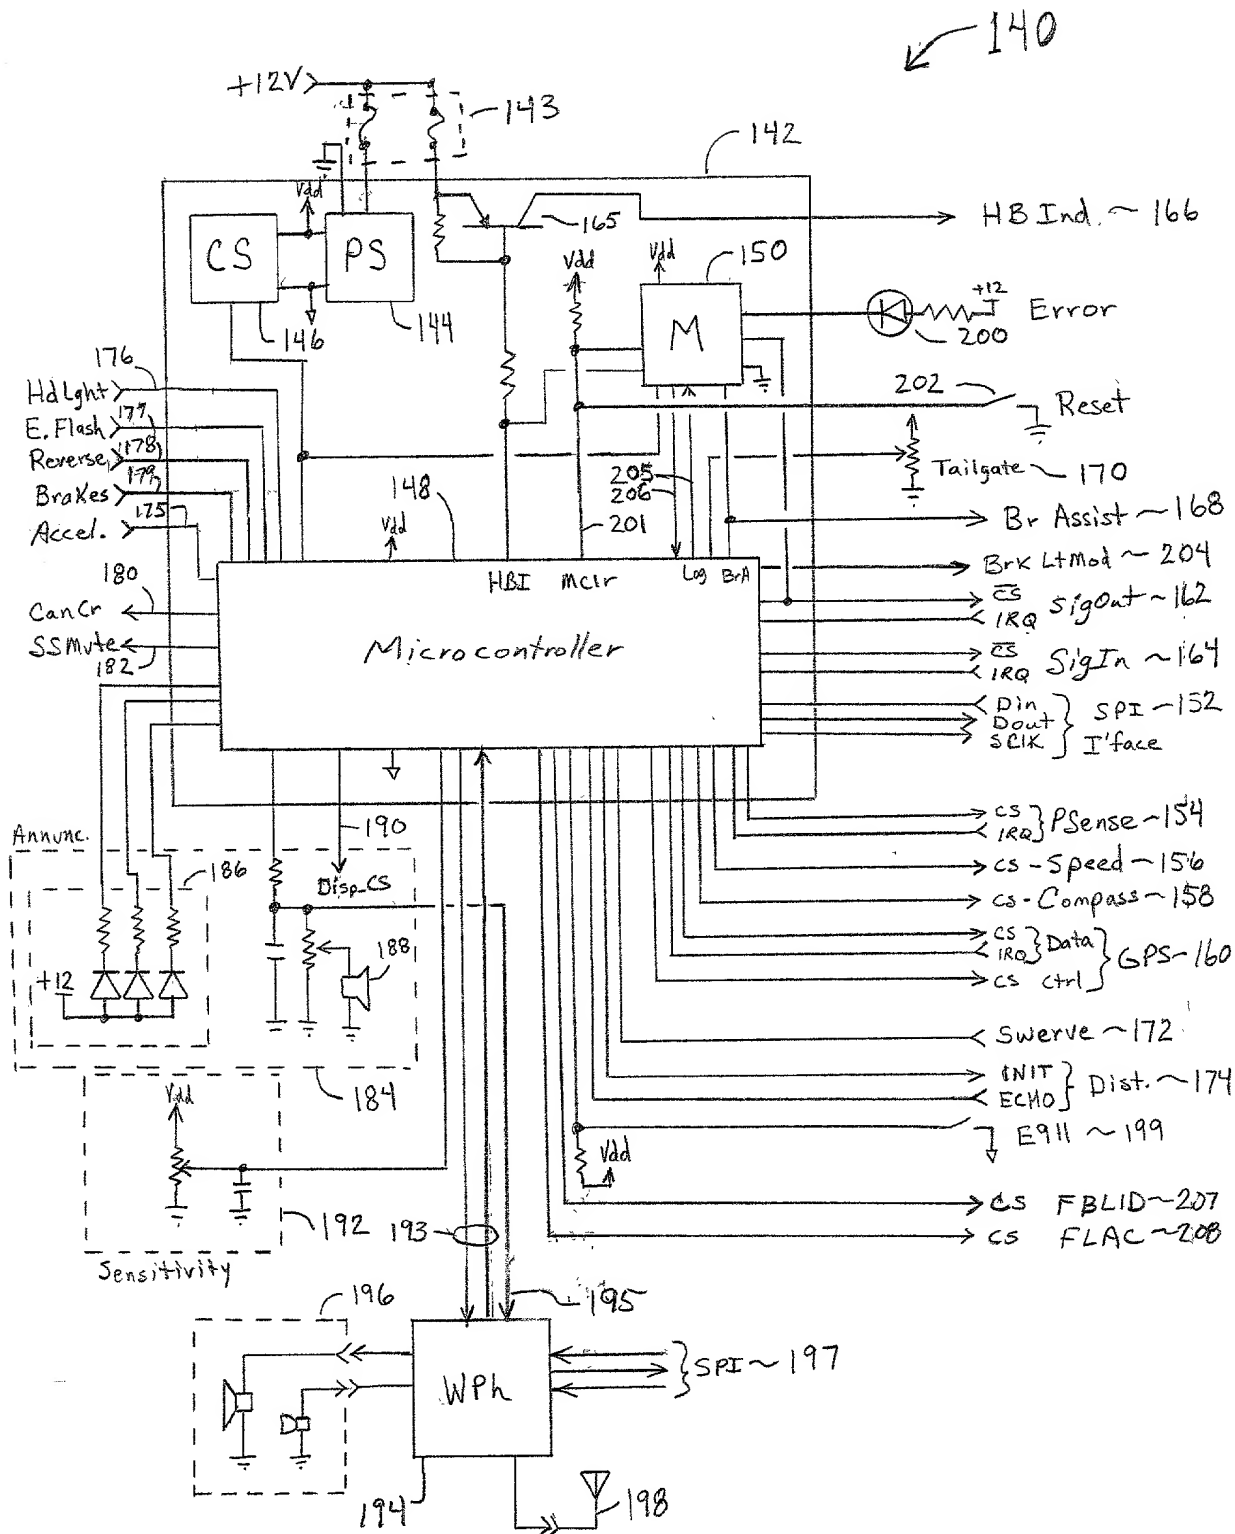 140
+12V
143
142
Vdd
CS
PS
165
HB Ind. ~ 166
Vdd
Vdd
150
146
144
M
+12
Error
200
176
HdLght
177
E.Flash
178
Reverse
179
Brakes
175
Accel.
202
Reset
205
206
Tailgate ~ 170
148
Vdd
201
Br Assist ~ 168
180
HBI
Mclr
Log
BrA
Brk LtMod ~ 204
CanCr
CS
IRQ
SigOut ~ 162
SSMute
182
Microcontroller
CS
IRQ
SigIn ~ 164
Din
Dout
SClK
SPI ~ 152
I'face
190
CS
IRQ
PSense ~ 154
Annunc.
186
Disp_CS
CS - Speed ~ 156
CS - Compass ~ 158
188
CS
IRQ
Data
+12
CS Ctrl
GPS ~ 160
Swerve ~ 172
184
INIT
ECHO
Dist. ~ 174
Vdd
E911 ~ 199
Vdd
192
193
CS FBLID ~ 207
CS FLAC ~ 208
Sensitivity
196
195
WPh
SPI ~ 197
194
198